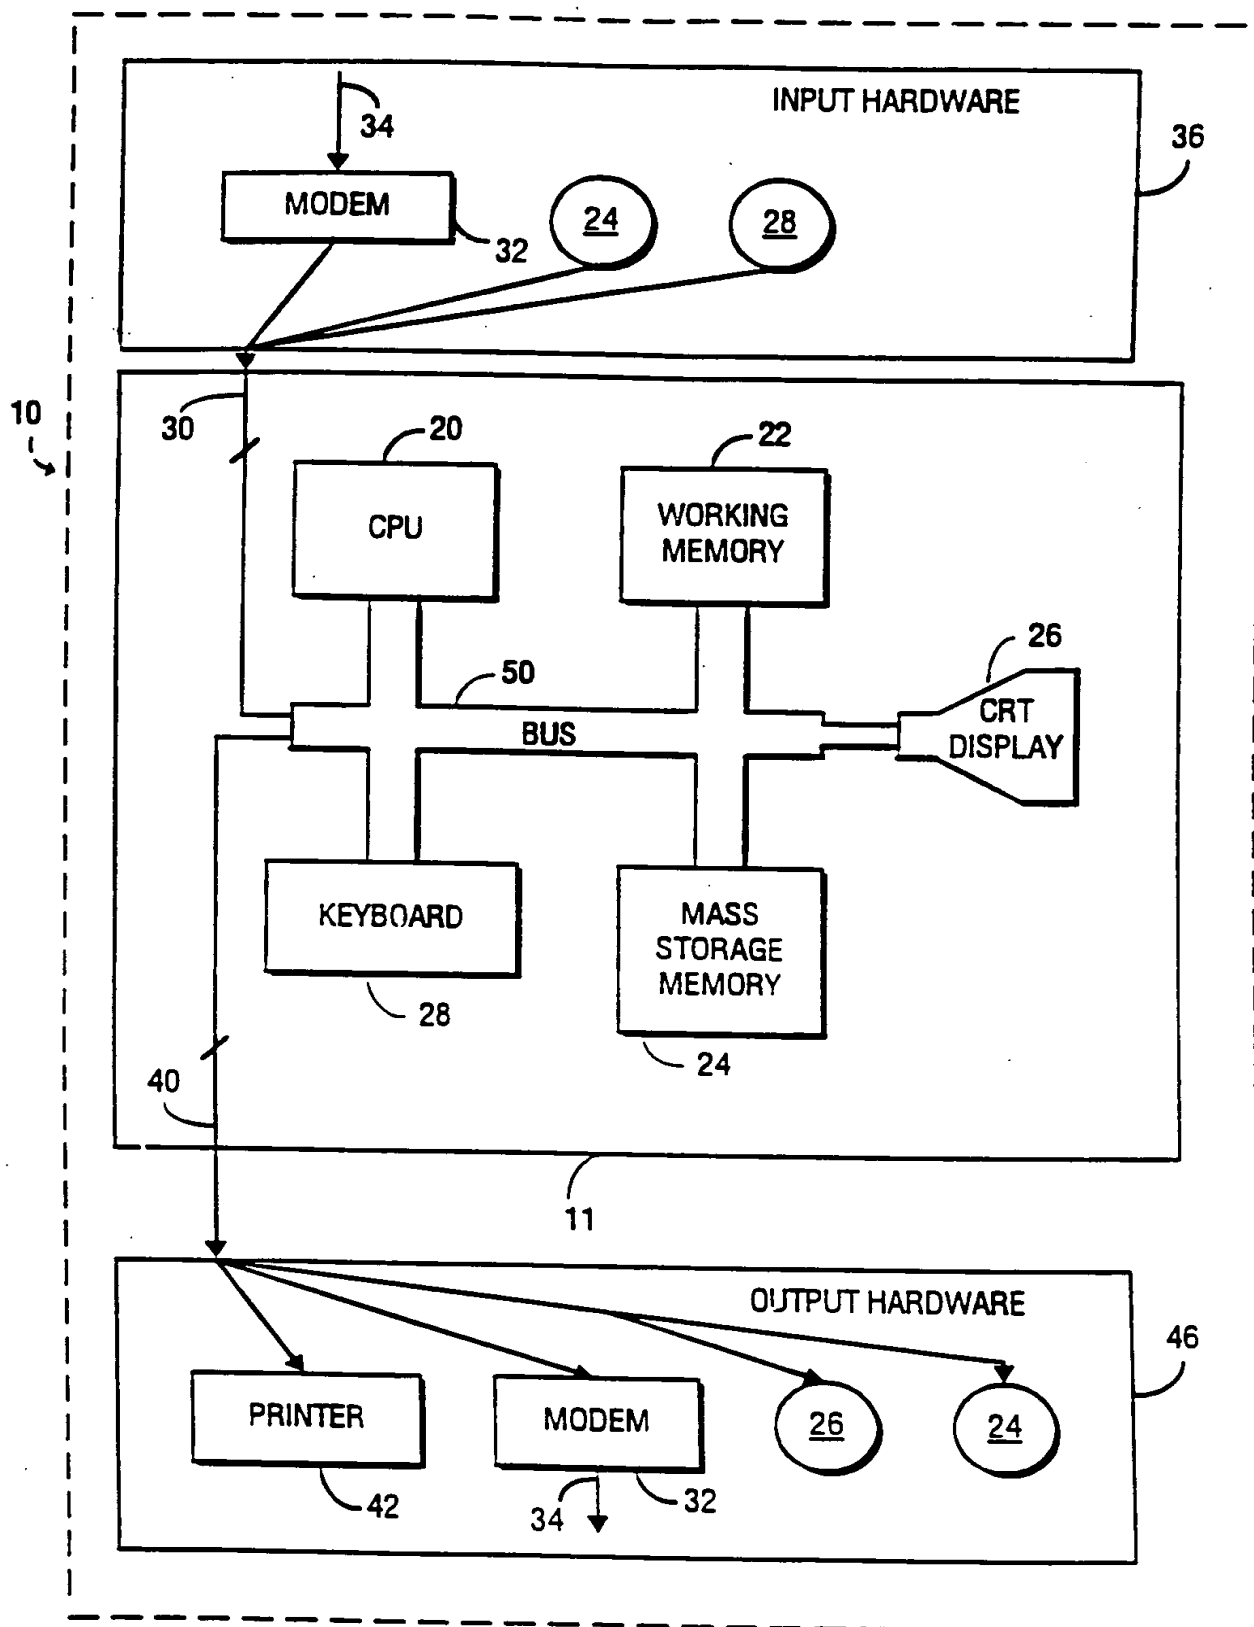 INPUT HARDWARE
34
36
MODEM
24
28
32
10
30
20
22
CPU
WORKING
MEMORY
26
50
CRT
DISPLAY
BUS
KEYBOARD
MASS
STORAGE
MEMORY
28
24
40
11
OUTPUT HARDWARE
46
PRINTER
MODEM
26
24
42
34
32